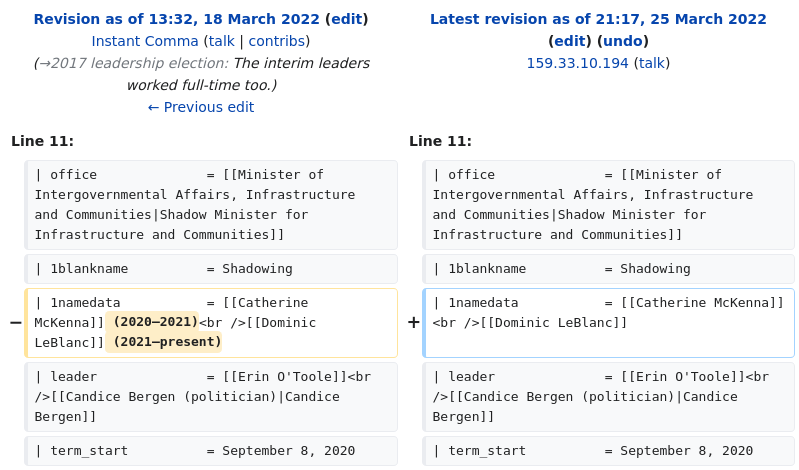 Revision as of 13:32, 18 March 2022 (edit)
Instant Comma (talk | contribs)
(→2017 leadership election: The interim leaders
worked full-time too.)
← Previous edit
Latest revision as of 21:17, 25 March 2022
(edit) (undo)
159.33.10.194 (talk)
Line 11:
| office              = [[Minister of
Intergovernmental Affairs, Infrastructure
and Communities|Shadow Minister for
Infrastructure and Communities]]
| 1blankname          = Shadowing
− | 1namedata           = [[Catherine
McKenna]] (2020–2021)<br />[[Dominic
LeBlanc]] (2021–present)
| leader              = [[Erin O'Toole]]<br
/>[[Candice Bergen (politician)|Candice
Bergen]]
| term_start          = September 8, 2020
Line 11:
| office              = [[Minister of
Intergovernmental Affairs, Infrastructure
and Communities|Shadow Minister for
Infrastructure and Communities]]
| 1blankname          = Shadowing
+ | 1namedata           = [[Catherine McKenna]]
<br />[[Dominic LeBlanc]]
| leader              = [[Erin O'Toole]]<br
/>[[Candice Bergen (politician)|Candice
Bergen]]
| term_start          = September 8, 2020